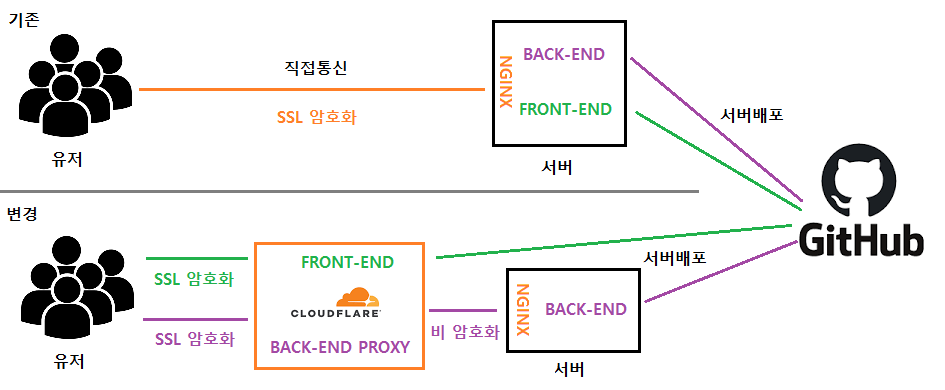 기존
직접통신
SSL 암호화
유저
NGINX
BACK-END
FRONT-END
서버
서버배포
GitHub
변경
SSL 암호화
SSL 암호화
유저
FRONT-END
CLOUDFLARE
BACK-END PROXY
비 암호화
NGINX
BACK-END
서버
서버배포